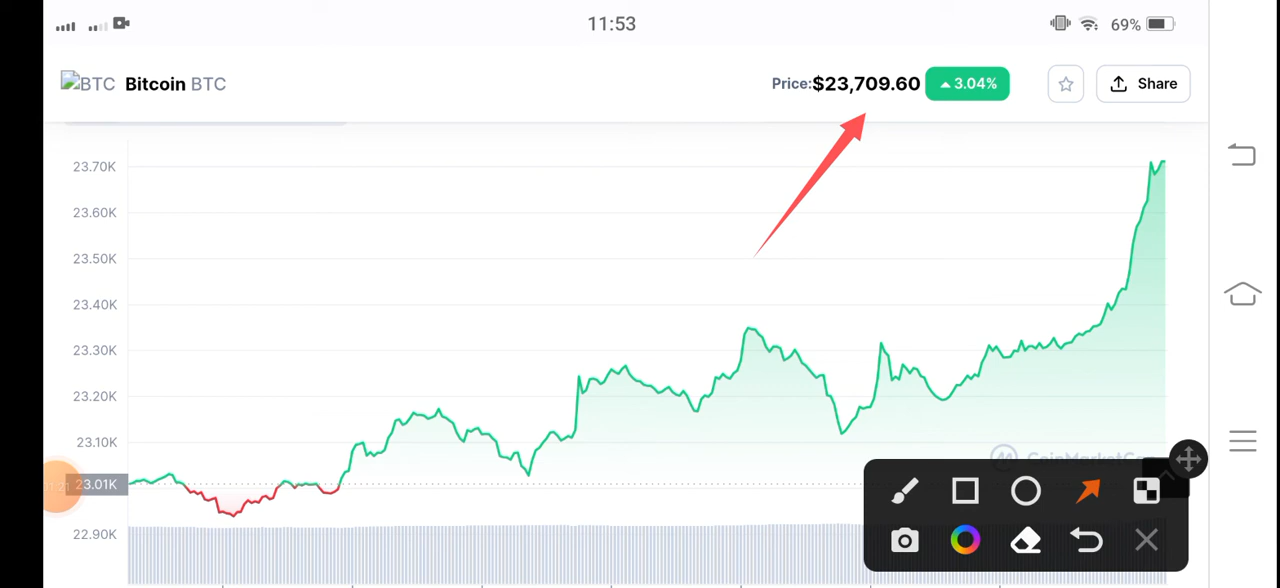 11:53
69%
BTC Bitcoin BTC
Price:$23,709.60 3.04%
Share
23.70K
23.60K
23.50K
23.40K
23.30K
23.20K
23.10K
23.01K
22.90K